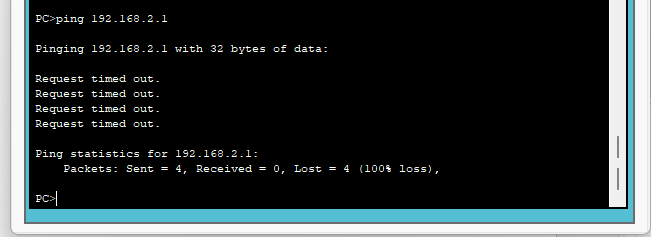 PC>ping 192.168.2.1
Pinging 192.168.2.1 with 32 bytes of data:
Request timed out.
Request timed out.
Request timed out.
Request timed out.
Ping statistics for 192.168.2.1:
Packets: Sent = 4, Received = 0, Lost = 4 (100% loss),
PC>